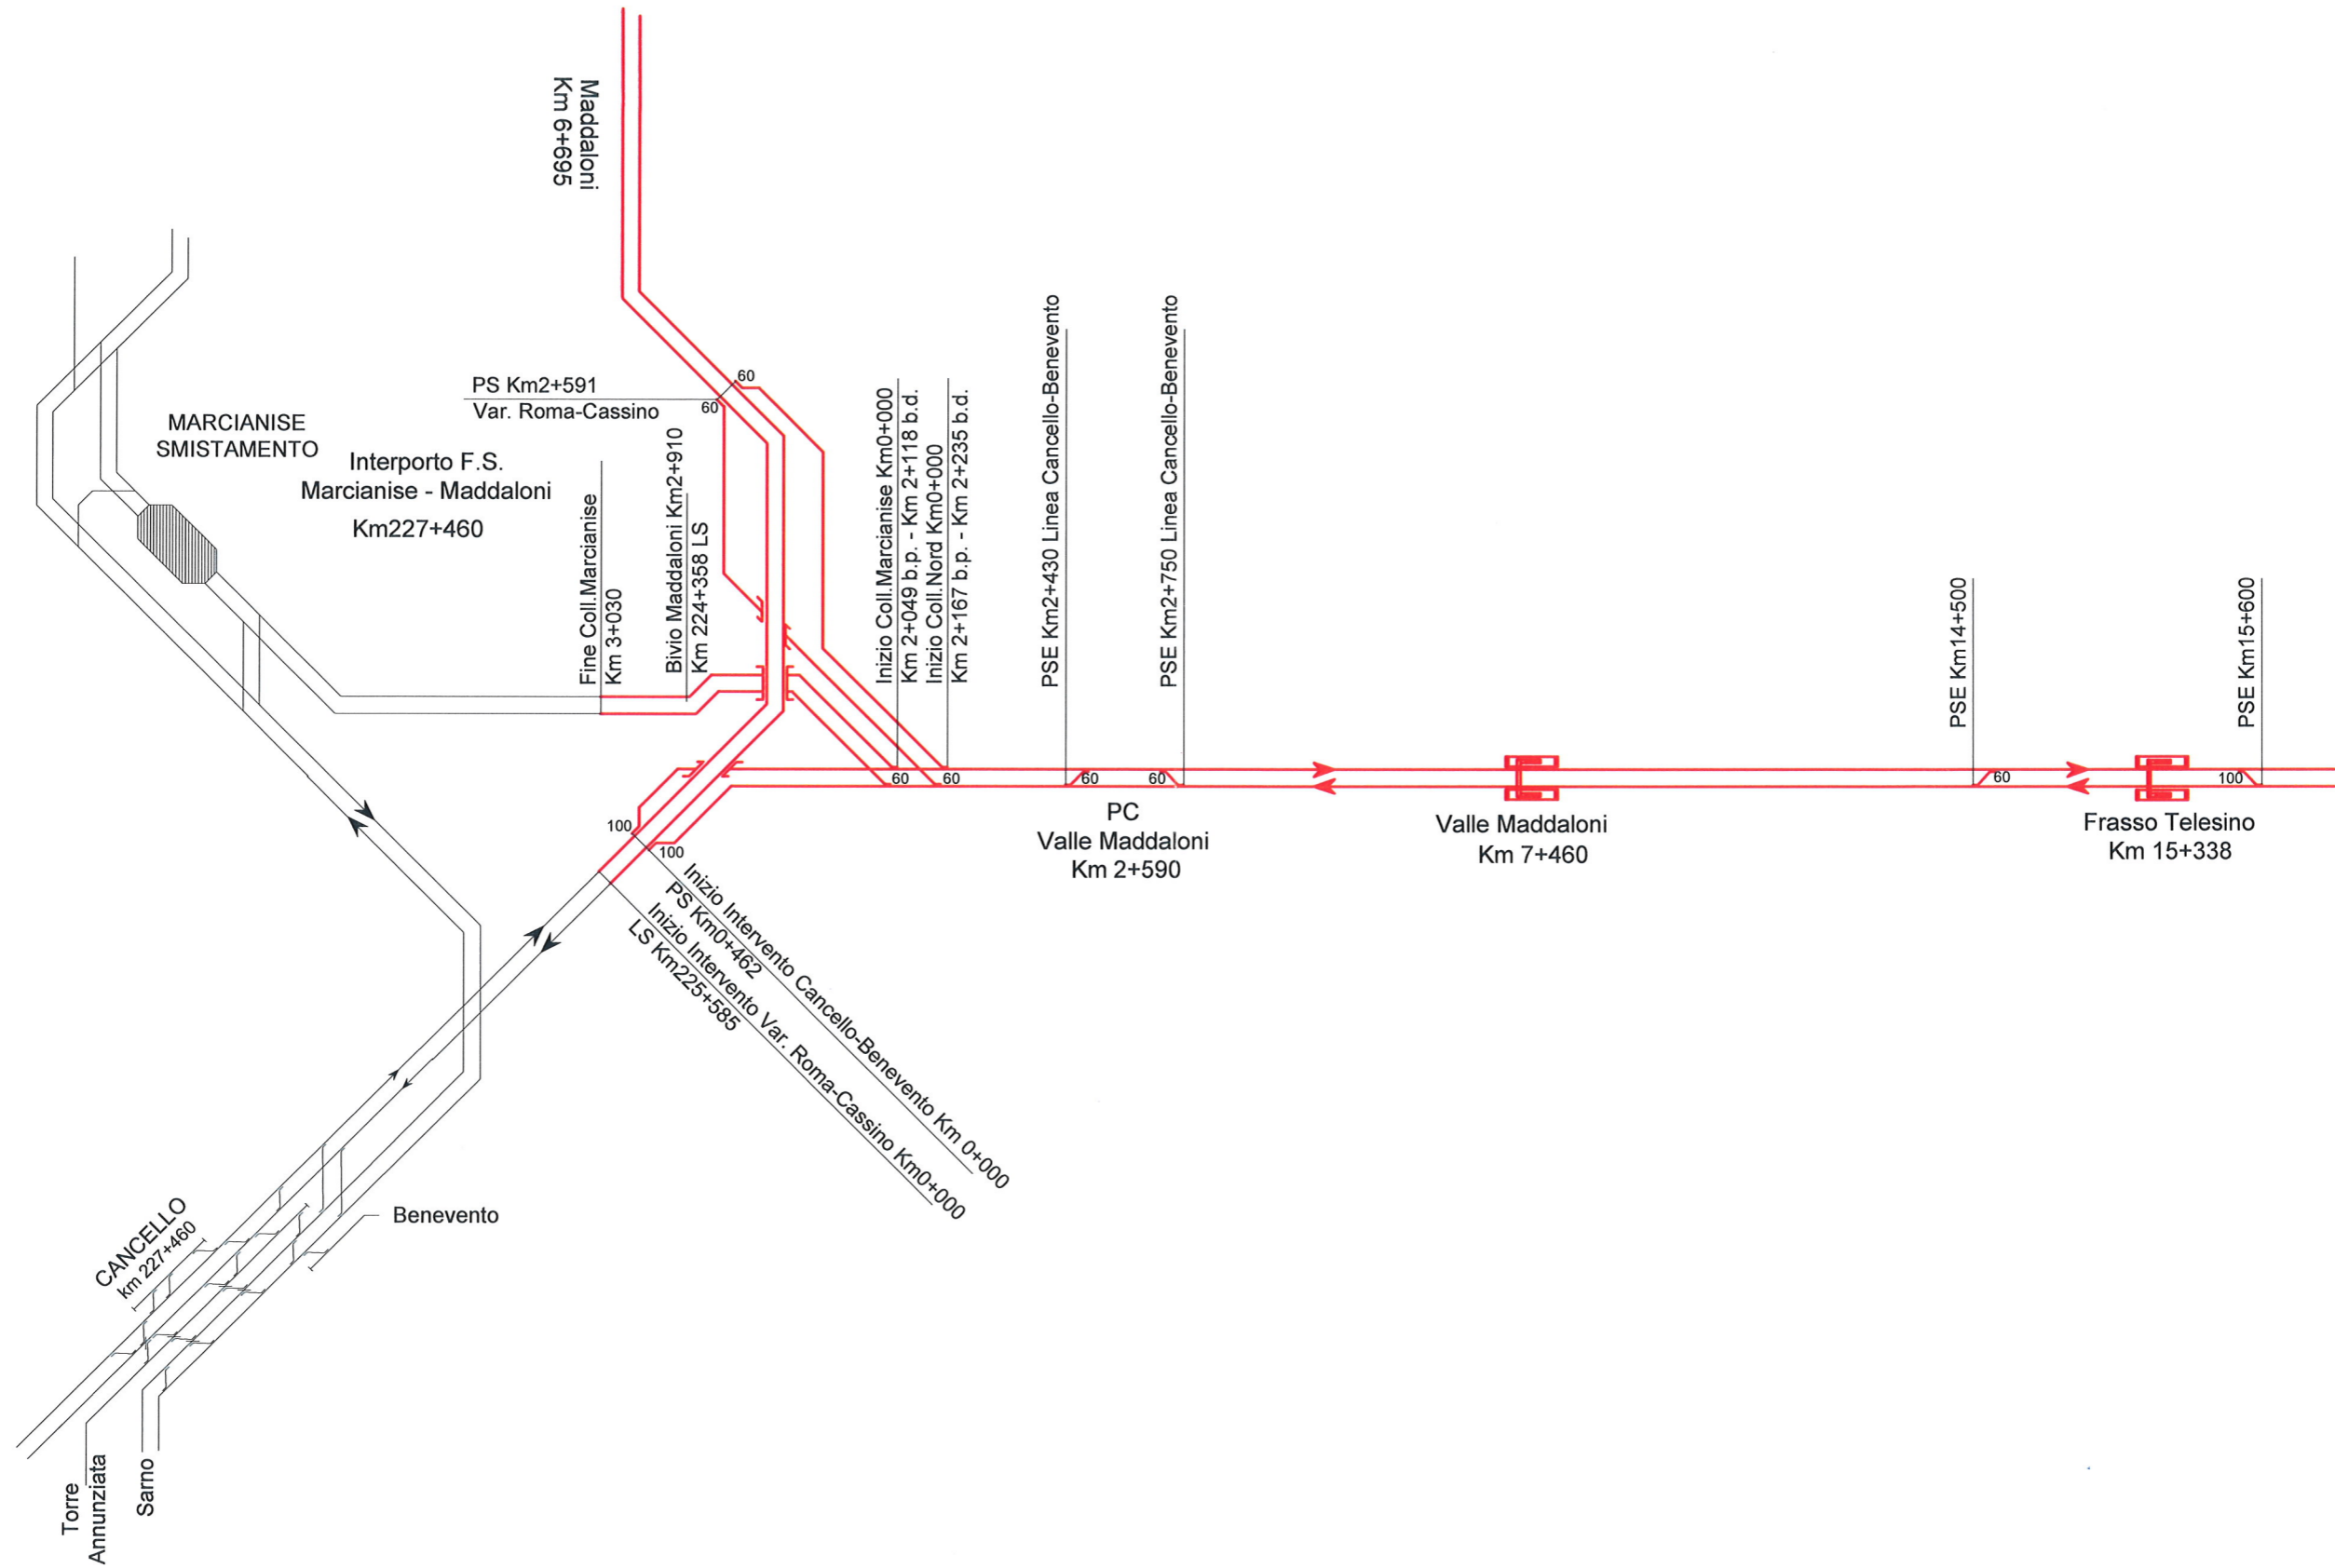 Maddaloni
Km 6+695
PS Km2+591
Var. Roma-Cassino
60
60
MARCIANISE
SMISTAMENTO
Interporto F.S.
Marcianise - Maddaloni
Km227+460
Fine Coll.Marcianise
Km 3+030
Bivio Maddaloni Km2+910
Km 224+358 LS
Inizio Coll.Marcianise Km0+000
Km 2+049 b.p. - Km 2+118 b.d.
Inizio Coll.Nord Km0+000
Km 2+167 b.p. - Km 2+235 b.d.
PSE Km2+430 Linea Cancello-Benevento
PSE Km2+750 Linea Cancello-Benevento
PSE Km14+500
PSE Km15+600
60
60
60
60
60
100
PC
Valle Maddaloni
Km 2+590
Valle Maddaloni
Km 7+460
Frasso Telesino
Km 15+338
100
100
Inizio Intervento Cancello-Benevento Km 0+000
PS Km0+462
Inizio Intervento Var. Roma-Cassino Km0+000
LS Km225+585
CANCELLO
km 227+460
Benevento
Torre
Annunziata
Sarno